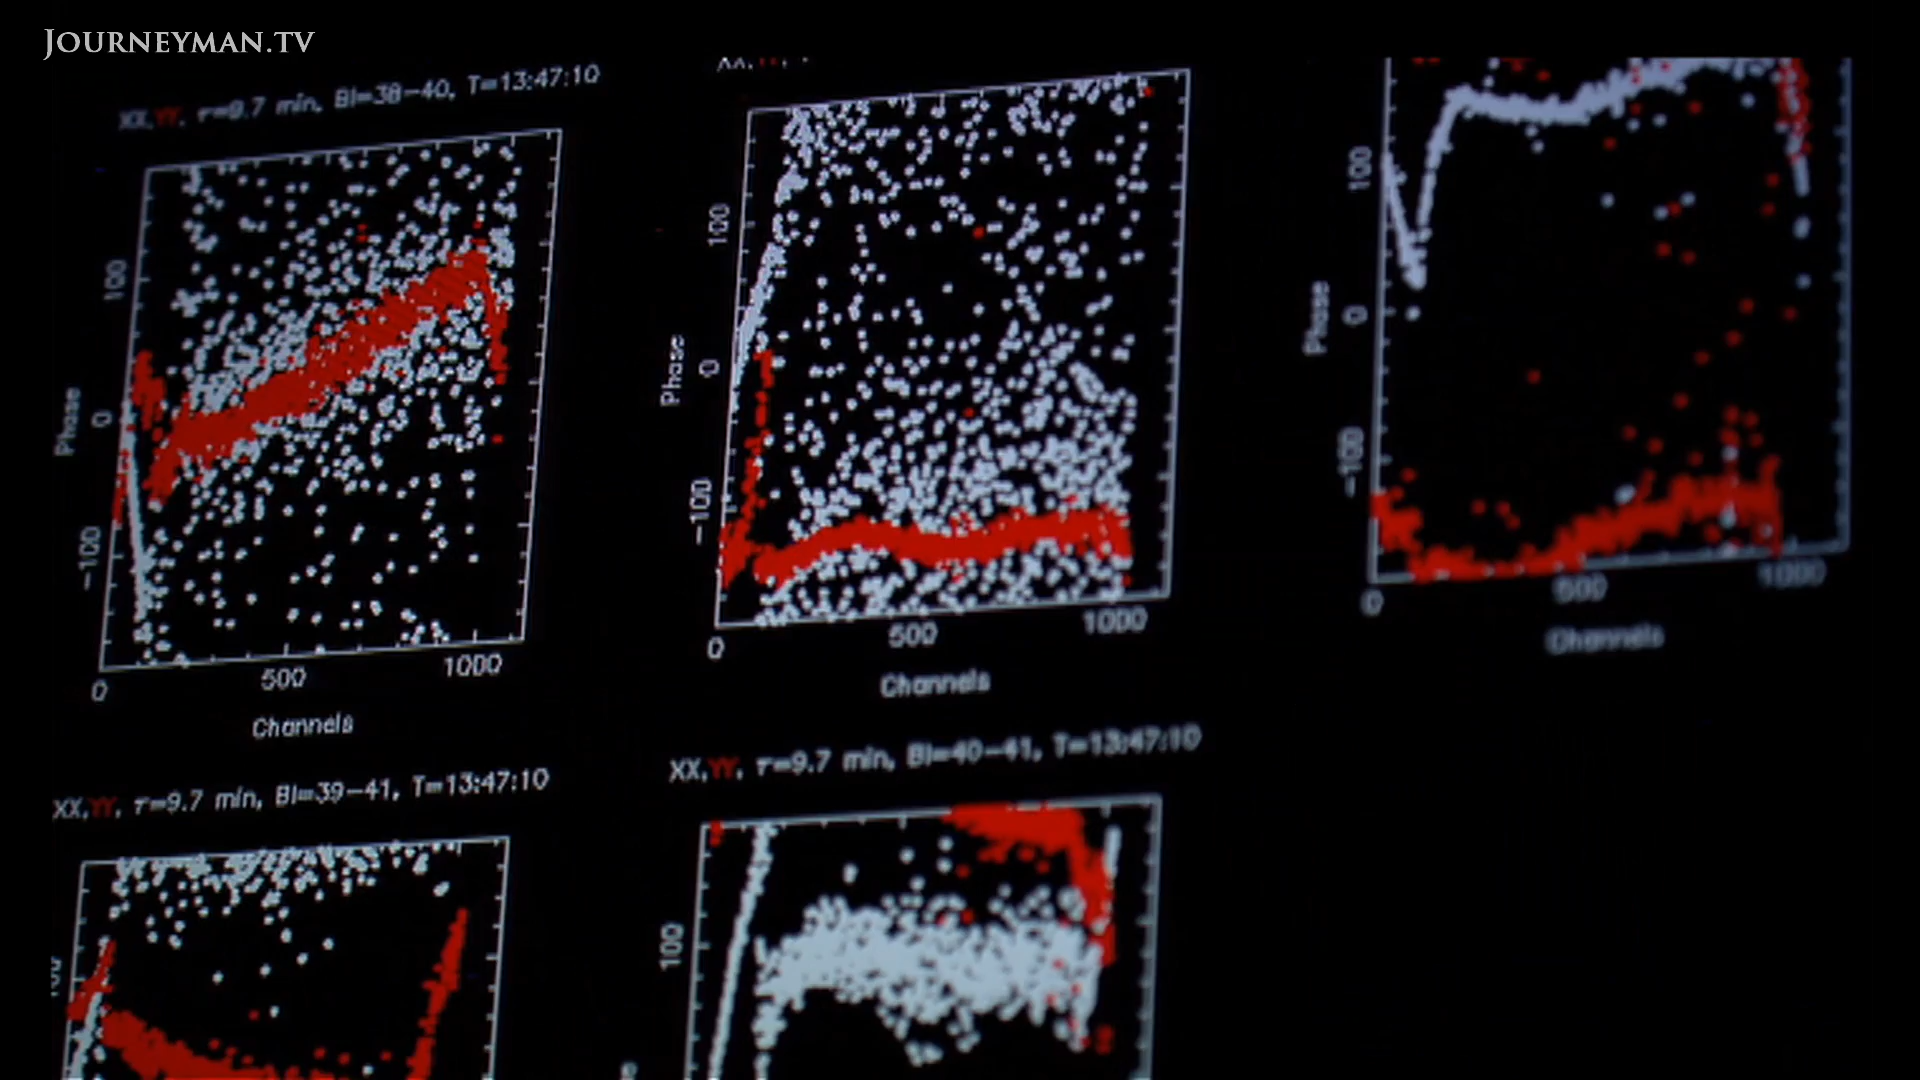 JOURNEYMAN.TV
XX,YY, τ=9.7 min, BI=38-40, T=13:47:10
100
0
-100
Phase
0 500 1000
Channels
100
0
-100
Phase
0 500 1000
Channels
100
0
-100
Phase
0 500 1000
Channels
XX,YY, τ=9.7 min, BI=39-41, T=13:47:10
XX,YY, τ=9.7 min, BI=40-41, T=13:47:10
100